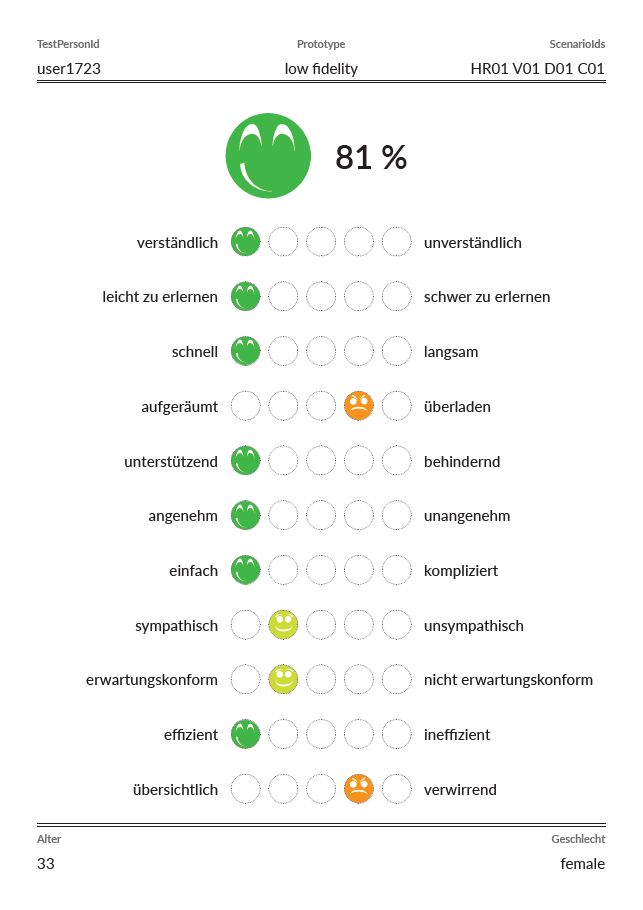 TestPersonId Prototype ScenarioIds
user1723 low fidelity HR01 V01 D01 C01
81 %
verständlich unverständlich
leicht zu erlernen schwer zu erlernen
schnell langsam
aufgeräumt überladen
unterstützend behindernd
angenehm unangenehm
einfach kompliziert
sympathisch unsympathisch
erwartungskonform nicht erwartungskonform
effizient ineffizient
übersichtlich verwirrend
Alter Geschlecht
33 female